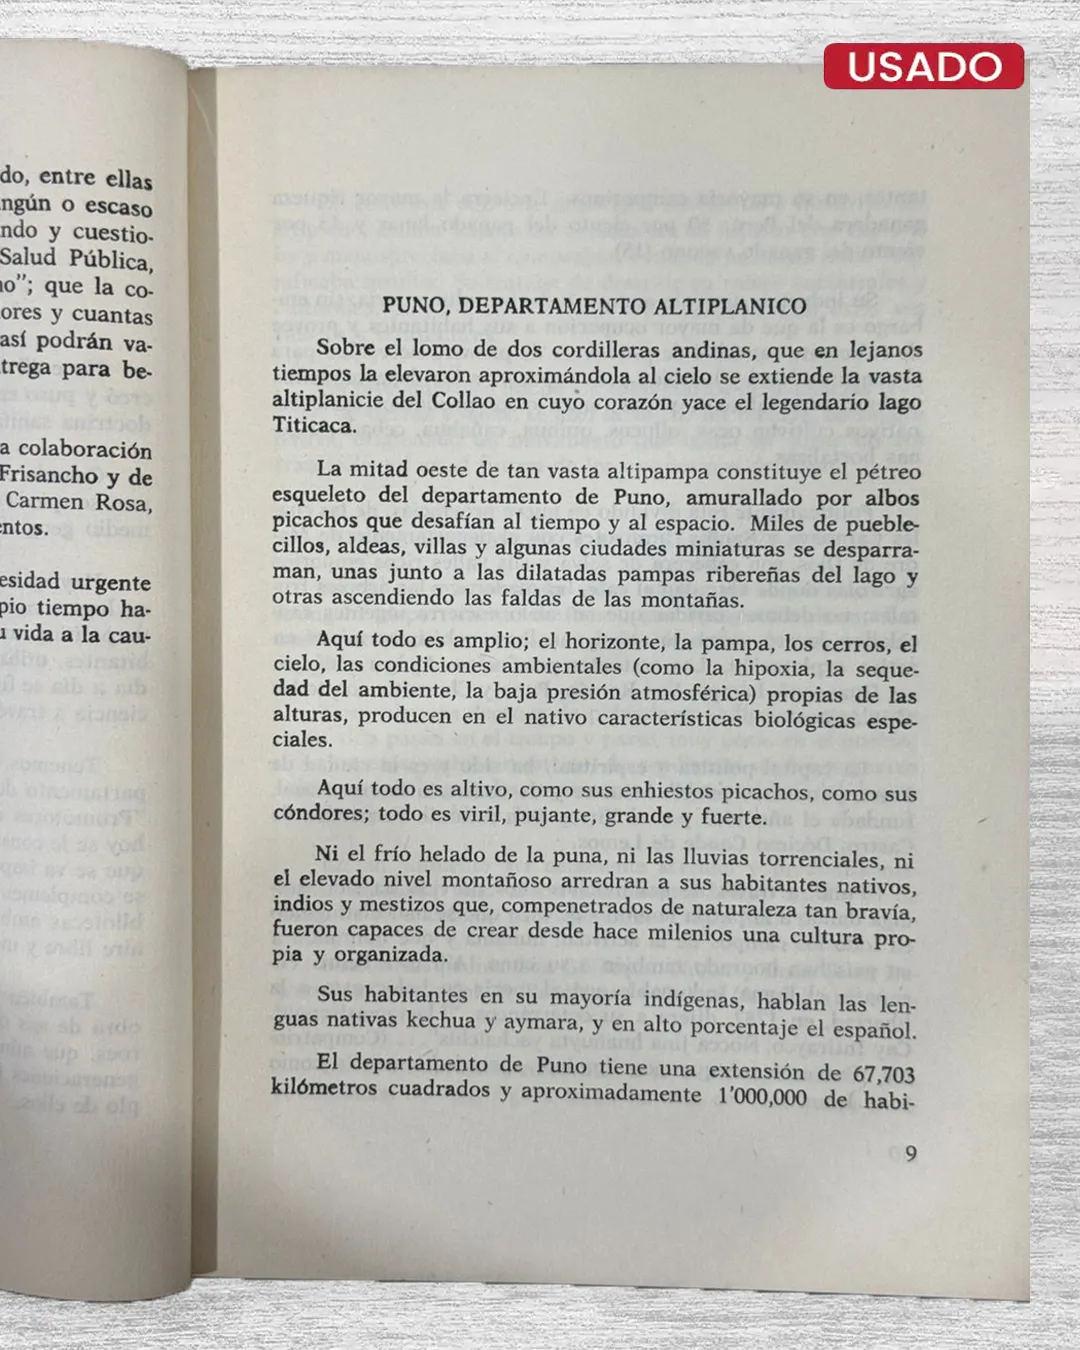 USADO
do, entre ellas
ngún o escaso
ndo y cuestio-
Salud Pública,
no"; que la co-
ores y cuantas
así podrán va-
trega para be-
a colaboración
Frisancho y de
Carmen Rosa,
entos.
esidad urgente
pio tiempo ha-
u vida a la cau-
PUNO, DEPARTAMENTO ALTIPLANICO
Sobre el lomo de dos cordilleras andinas, que en lejanos
tiempos la elevaron aproximándola al cielo se extiende la vasta
altiplanicie del Collao en cuyo corazón yace el legendario lago
Titicaca.
La mitad oeste de tan vasta altipampa constituye el pétreo
esqueleto del departamento de Puno, amurallado por albos
picachos que desafían al tiempo y al espacio. Miles de pueble-
cillos, aldeas, villas y algunas ciudades miniaturas se desparra-
man, unas junto a las dilatadas pampas ribereñas del lago y
otras ascendiendo las faldas de las montañas.
Aquí todo es amplio; el horizonte, la pampa, los cerros, el
cielo, las condiciones ambientales (como la hipoxia, la seque-
dad del ambiente, la baja presión atmosférica) propias de las
alturas, producen en el nativo características biológicas espe-
ciales.
Aquí todo es altivo, como sus enhiestos picachos, como sus
cóndores; todo es viril, pujante, grande y fuerte.
Ni el frío helado de la puna, ni las lluvias torrenciales, ni
el elevado nivel montañoso arredran a sus habitantes nativos,
indios y mestizos que, compenetrados de naturaleza tan bravía,
fueron capaces de crear desde hace milenios una cultura pro-
pia y organizada.
Sus habitantes en su mayoría indígenas, hablan las len-
guas nativas kechua y aymara, y en alto porcentaje el español.
El departamento de Puno tiene una extensión de 67,703
kilómetros cuadrados y aproximadamente 1'000,000 de habi-
9